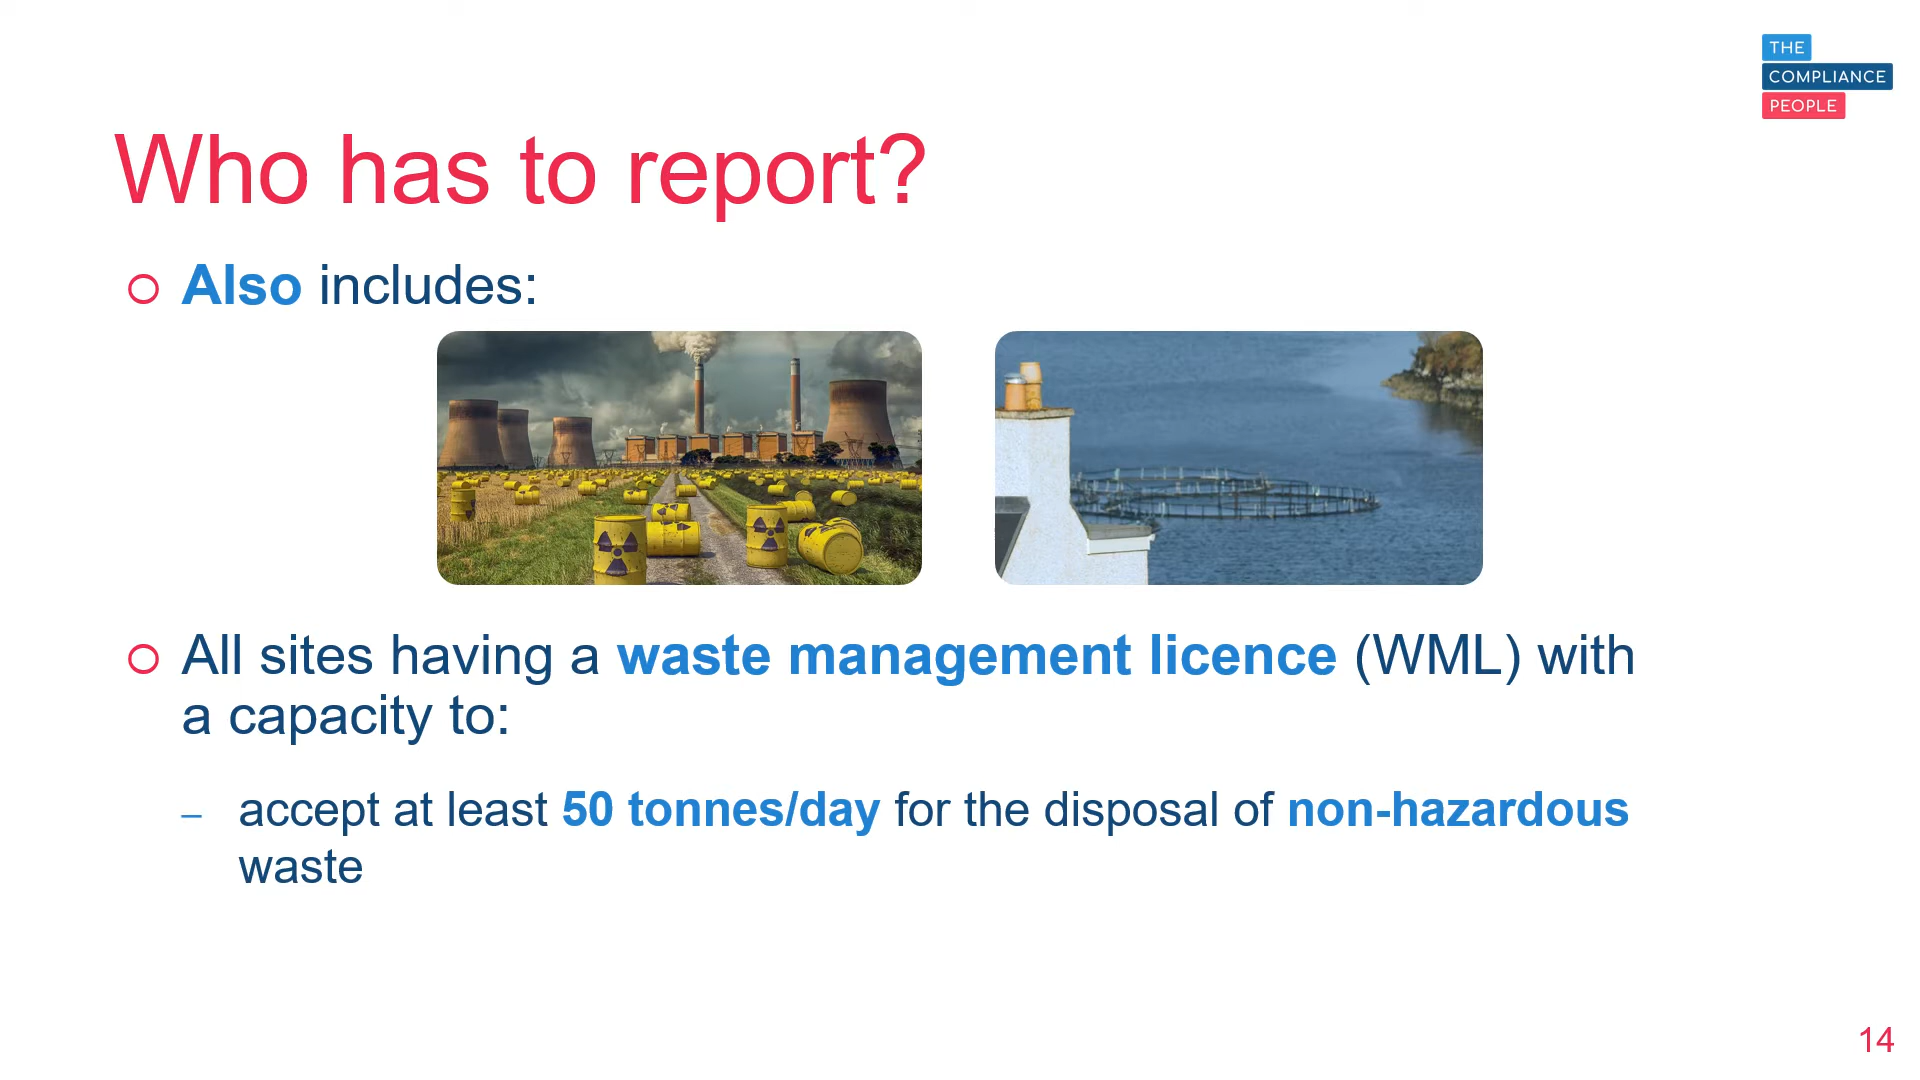 THE
COMPLIANCE
PEOPLE
Who has to report?
Also includes:
All sites having a waste management licence (WML) with
a capacity to:
– accept at least 50 tonnes/day for the disposal of non-hazardous
waste
14